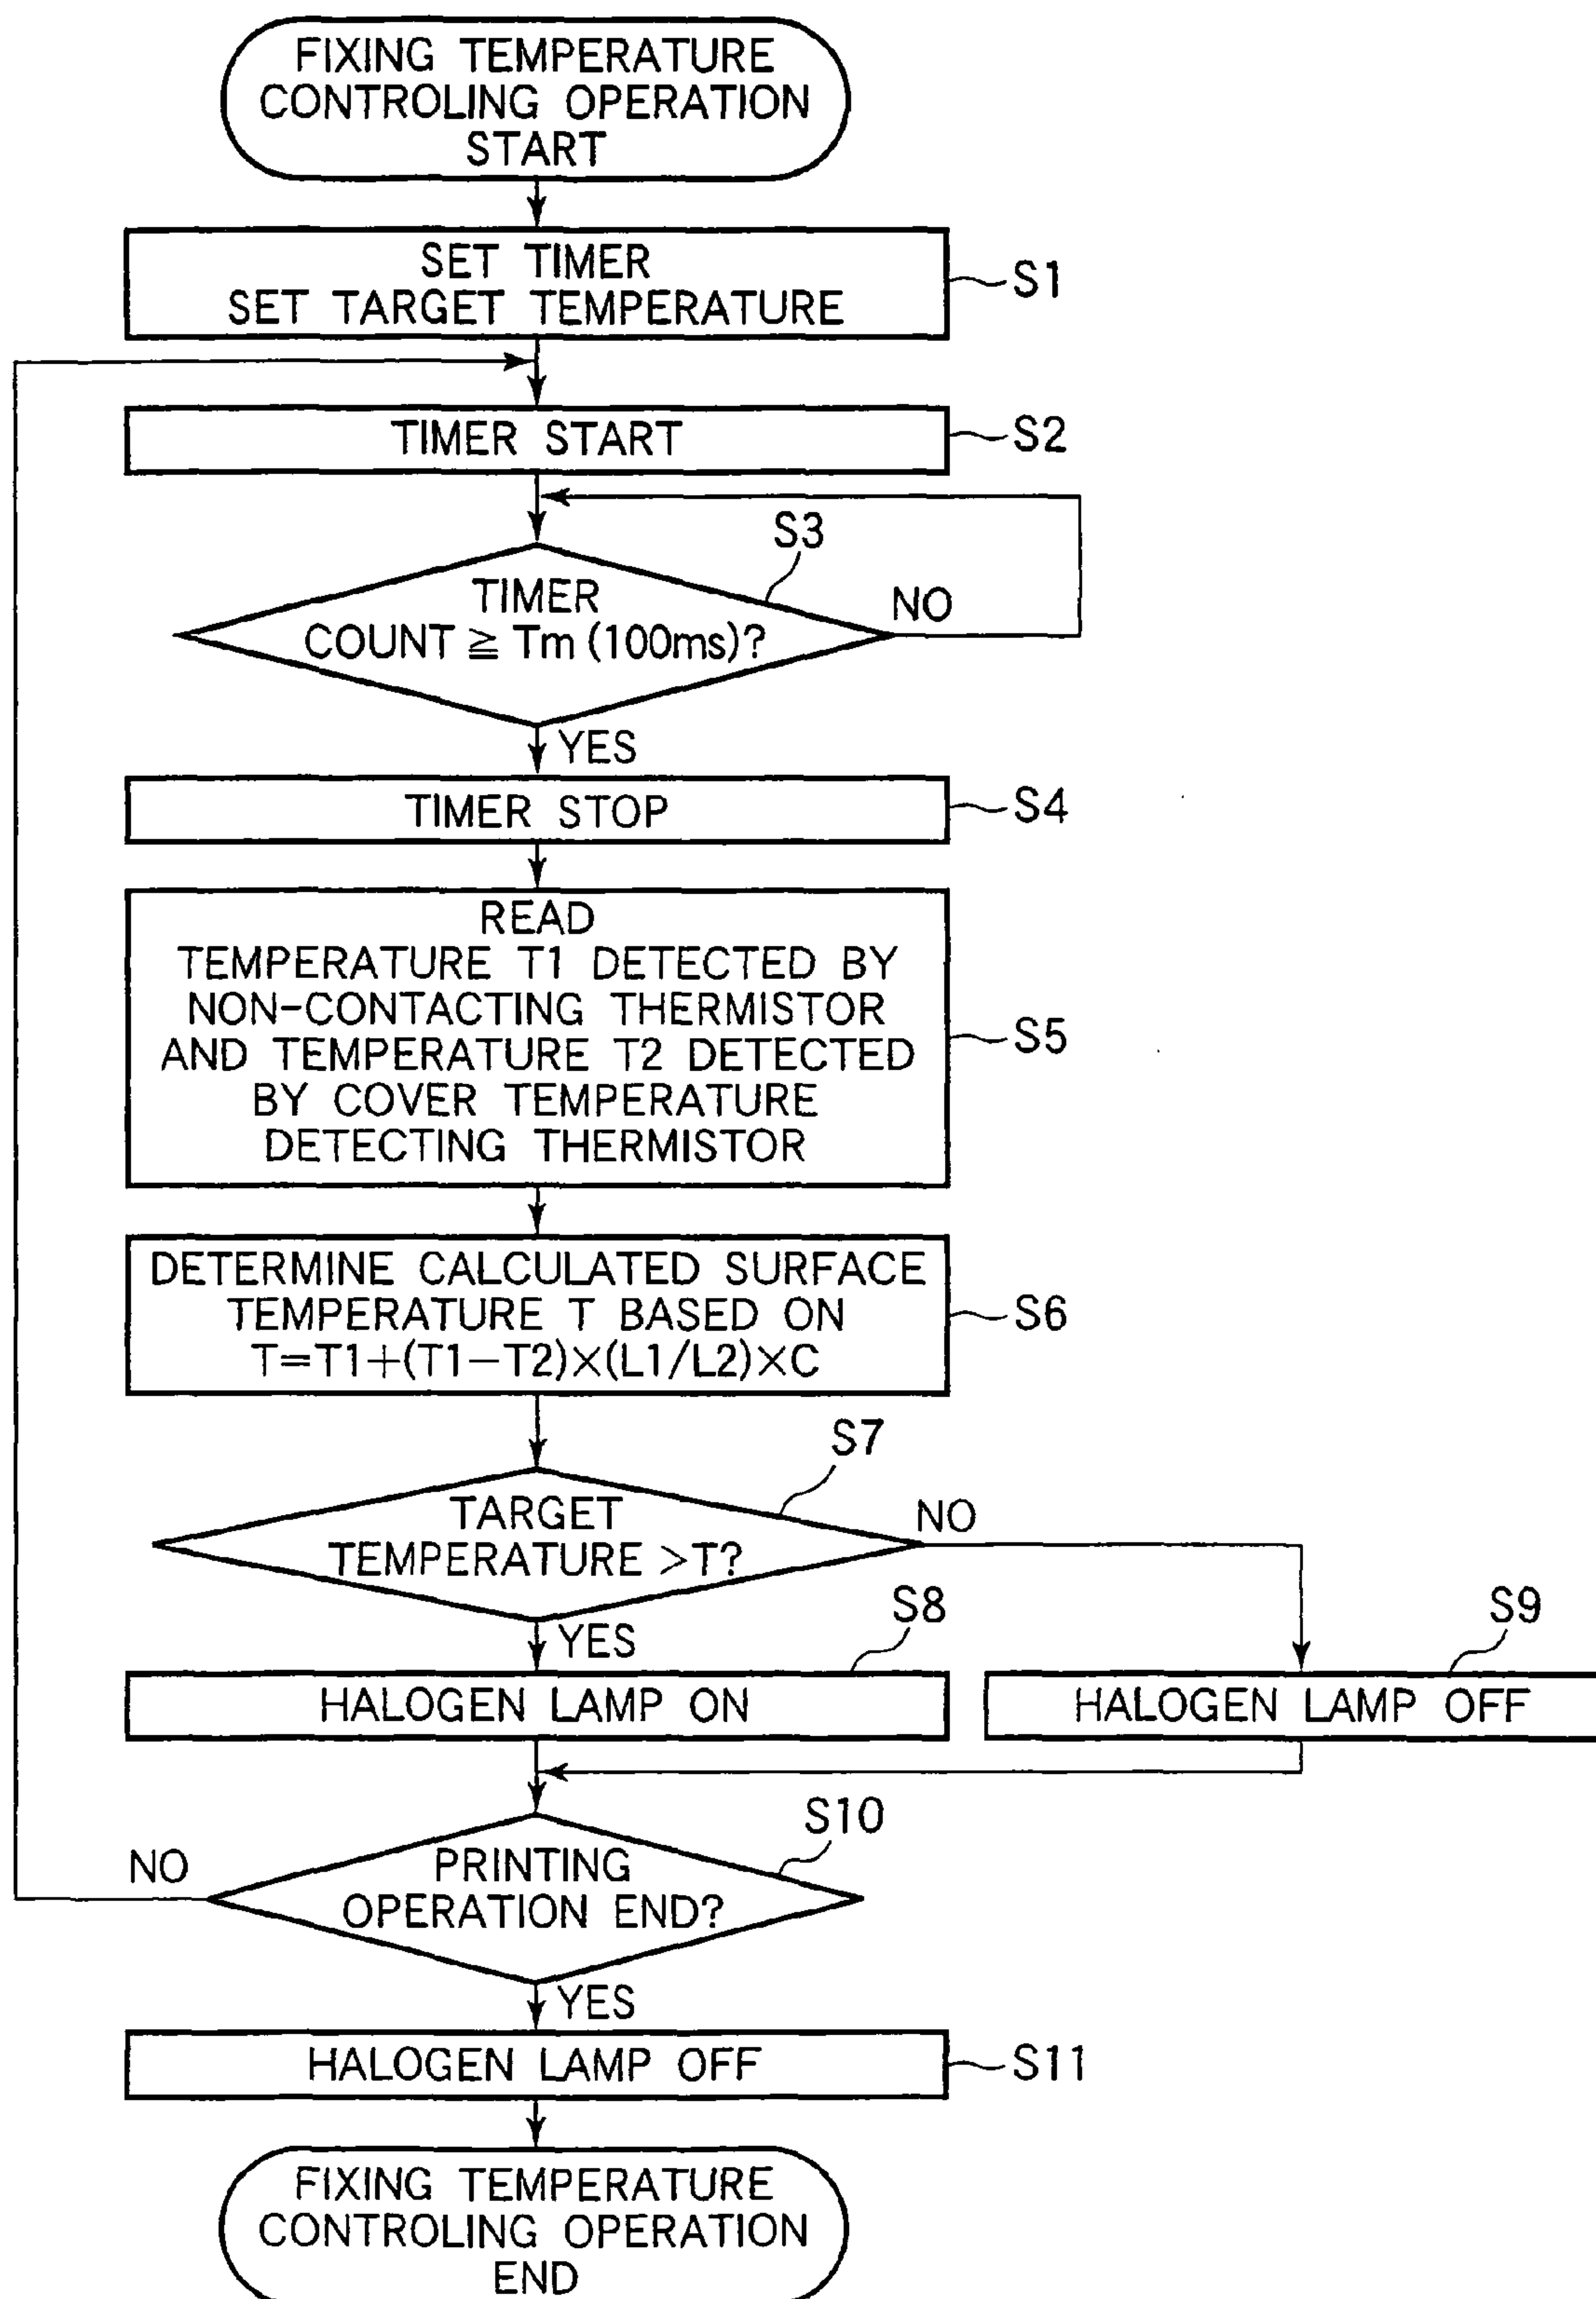 FIXING TEMPERATURE
CONTROLING OPERATION
START
SET TIMER
SET TARGET TEMPERATURE
S1
TIMER START
S2
S3
TIMER
COUNT ≧ Tm (100ms)?
NO
YES
TIMER STOP
S4
READ
TEMPERATURE T1 DETECTED BY
NON-CONTACTING THERMISTOR
AND TEMPERATURE T2 DETECTED
BY COVER TEMPERATURE
DETECTING THERMISTOR
S5
DETERMINE CALCULATED SURFACE
TEMPERATURE T BASED ON
T=T1+(T1−T2)×(L1/L2)×C
S6
S7
TARGET
TEMPERATURE >T?
NO
YES
S8
HALOGEN LAMP ON
S9
HALOGEN LAMP OFF
S10
PRINTING
OPERATION END?
NO
YES
HALOGEN LAMP OFF
S11
FIXING TEMPERATURE
CONTROLING OPERATION
END